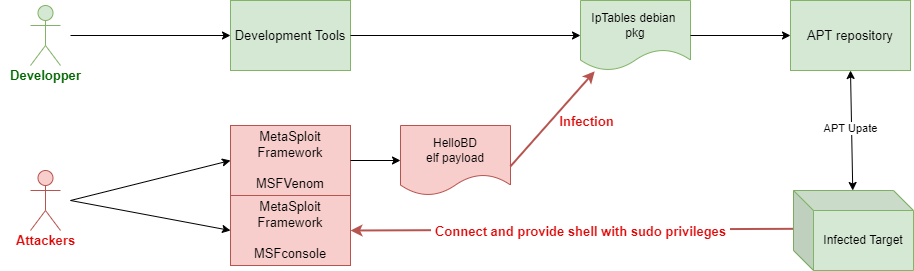 IpTables debian
pkg
Development Tools
APT repository
Developper
Infection
APT Upate
MetaSploit
Framework
MSFVenom
HelloBD
elf payload
MetaSploit
Framework
MSFconsole
Attackers
Connect and provide shell with sudo privileges
Infected Target